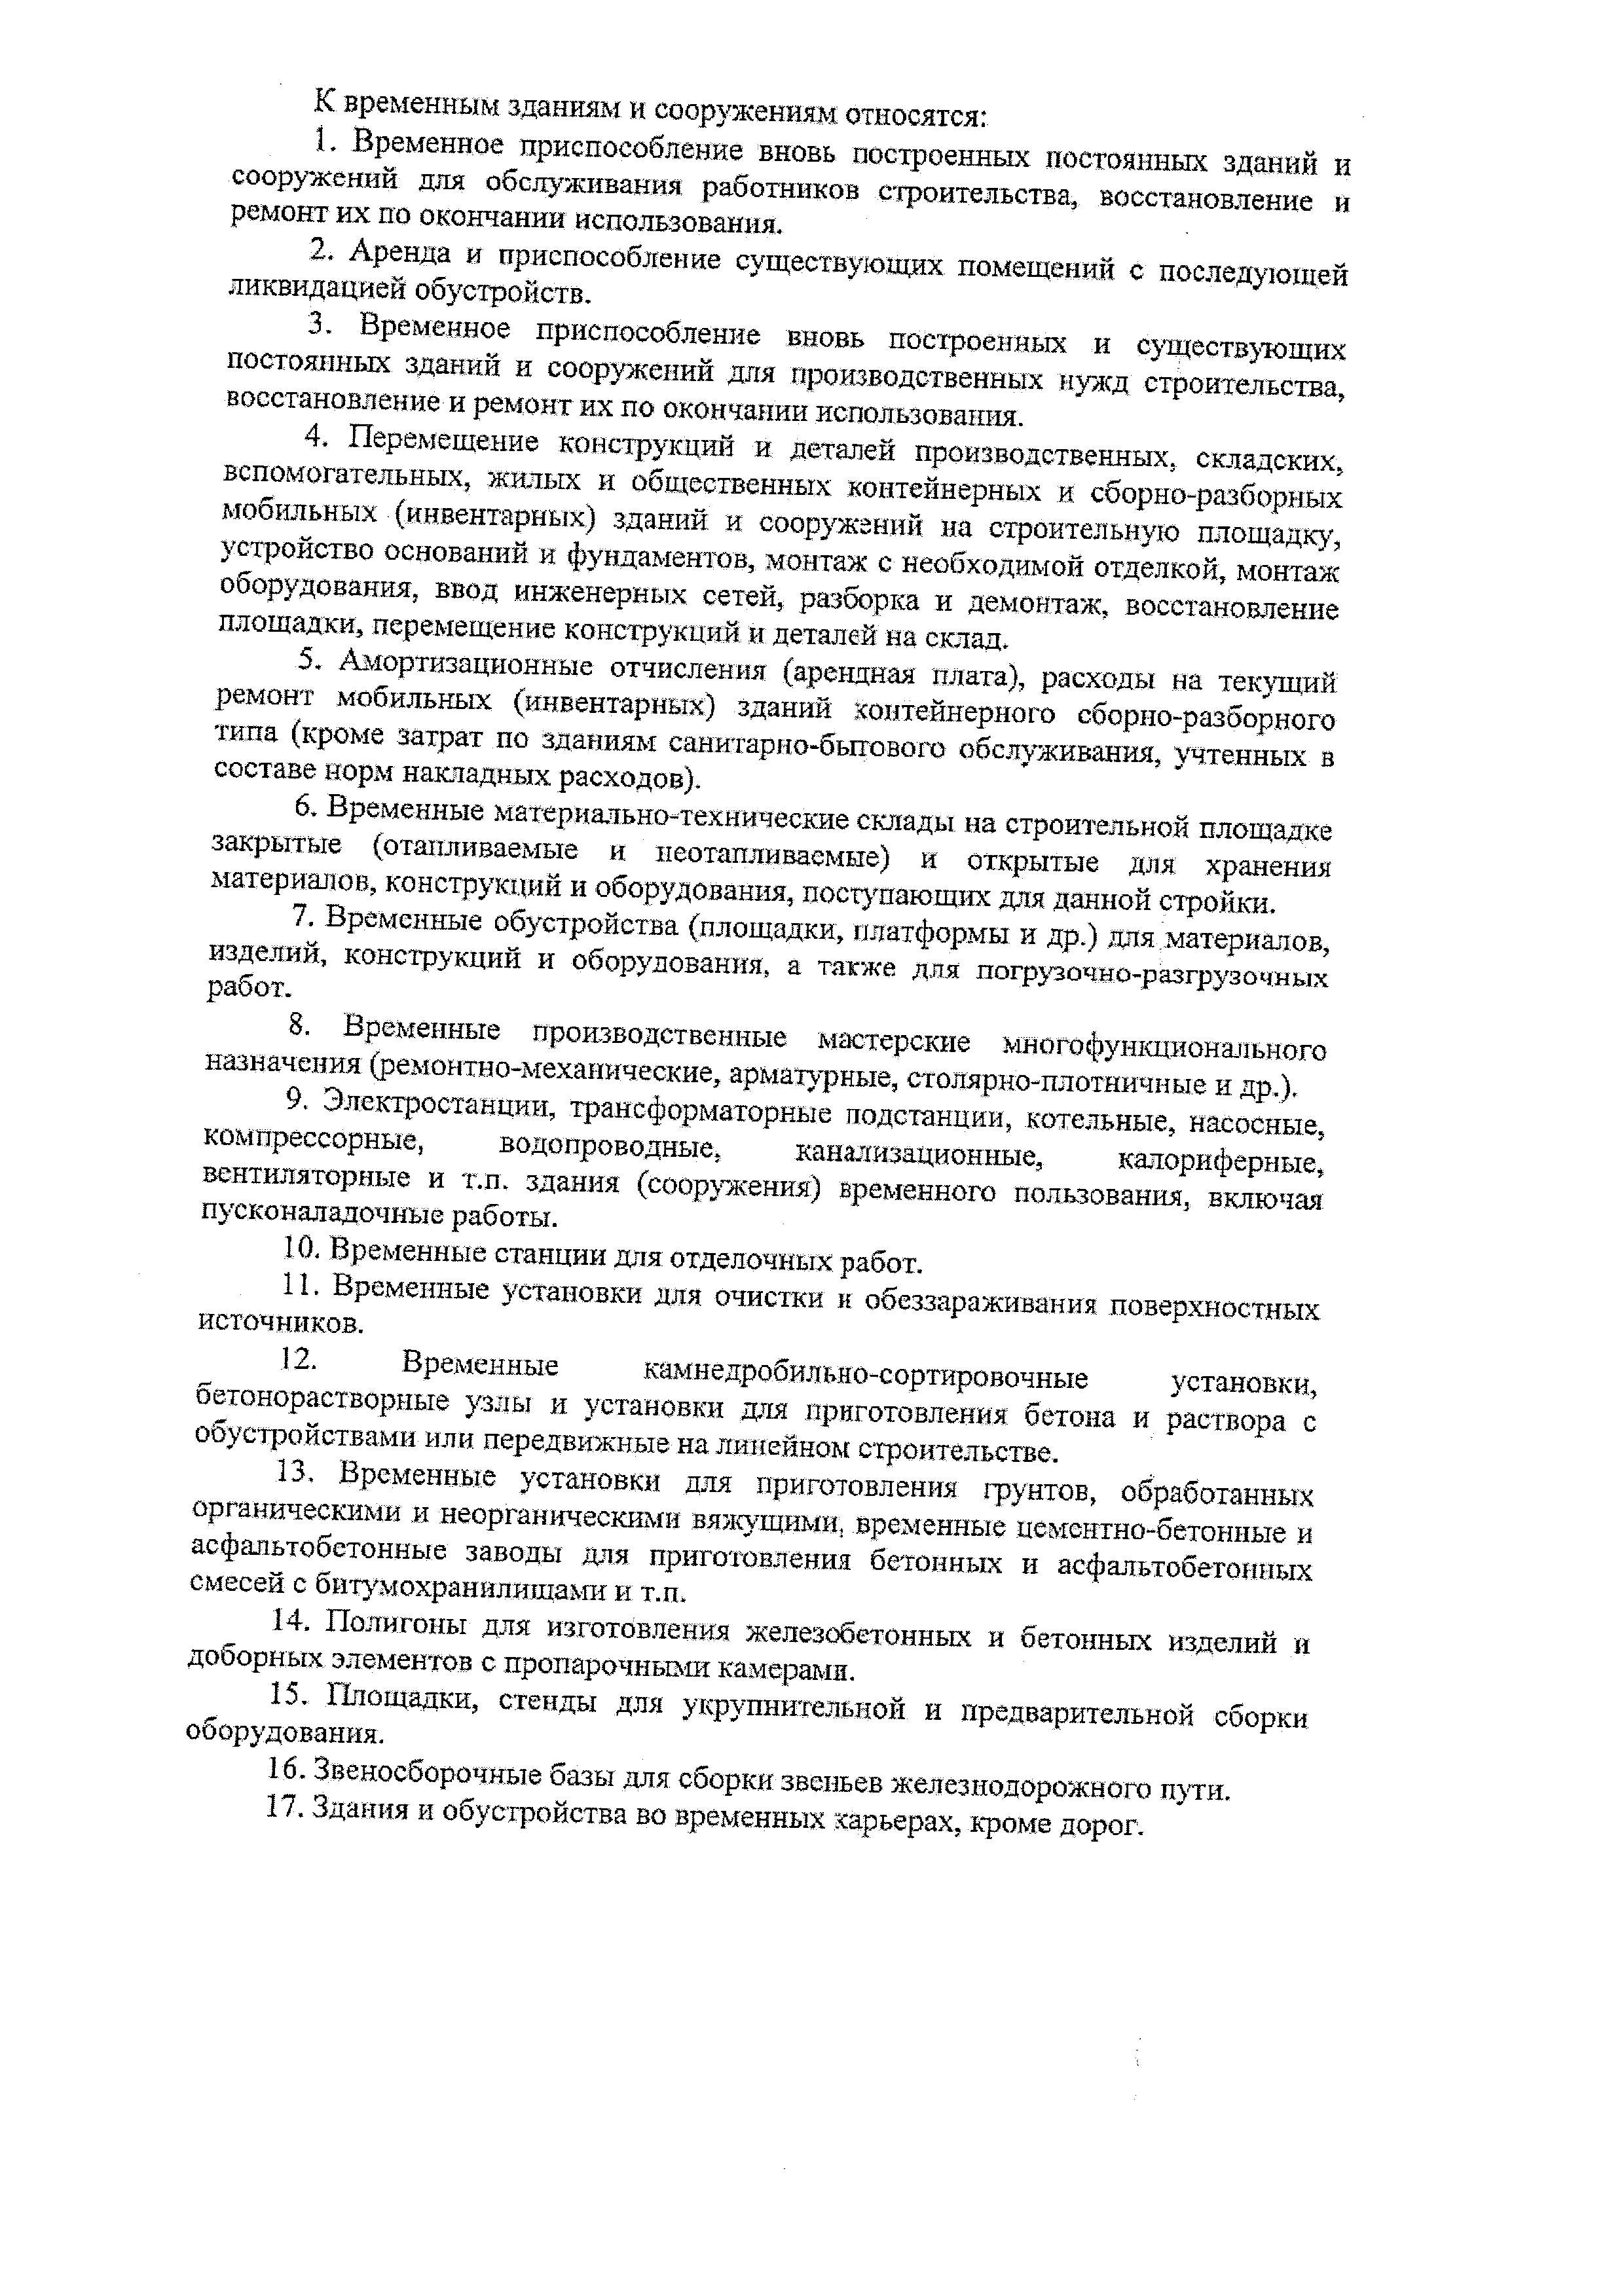 К временным зданиям и сооружениям относятся:
1. Временное приспособление вновь построенных постоянных зданий и
сооружений для обслуживания работников строительства, восстановление и
ремонт их по окончании использования.
2. Аренда и приспособление существующих помещений с последующей
ликвидацией обустройств.
3. Временное приспособление вновь построенных и существующих
постоянных зданий и сооружений для производственных нужд строительства,
восстановление и ремонт их по окончании использования.
4. Перемещение конструкций и деталей производственных, складских,
вспомогательных, жилых и общественных контейнерных и сборно-разборных
мобильных (инвентарных) зданий и сооружений на строительную площадку,
устройство оснований и фундаментов, монтаж с необходимой отделкой, монтаж
оборудования, ввод инженерных сетей, разборка и демонтаж, восстановление
площадки, перемещение конструкций и деталей на склад.
5. Амортизационные отчисления (арендная плата), расходы на текущий
ремонт мобильных (инвентарных) зданий контейнерного сборно-разборного
типа (кроме затрат по зданиям санитарно-бытового обслуживания, учтенных в
составе норм накладных расходов).
6. Временные материально-технические склады на строительной площадке
закрытые (отапливаемые и неотапливаемые) и открытые для хранения
материалов, конструкций и оборудования, поступающих для данной стройки.
7. Временные обустройства (площадки, платформы и др.) для материалов,
изделий, конструкций и оборудования, а также для погрузочно-разгрузочных
работ.
8. Временные производственные мастерские многофункционального
назначения (ремонтно-механические, арматурные, столярно-плотничные и др.).
9. Электростанции, трансформаторные подстанции, котельные, насосные,
компрессорные, водопроводные, канализационные, калориферные,
вентиляторные и т.п. здания (сооружения) временного пользования, включая
пусконаладочные работы.
10. Временные станции для отделочных работ.
11. Временные установки для очистки и обеззараживания поверхностных
источников.
12. Временные камнедробильно-сортировочные установки,
бетонорастворные узлы и установки для приготовления бетона и раствора с
обустройствами или передвижные на линейном строительстве.
13. Временные установки для приготовления грунтов, обработанных
органическими и неорганическими вяжущими, временные цементно-бетонные и
асфальтобетонные заводы для приготовления бетонных и асфальтобетонных
смесей с битумохранилищами и т.п.
14. Полигоны для изготовления железобетонных и бетонных изделий и
доборных элементов с пропарочными камерами.
15. Площадки, стенды для укрупнительной и предварительной сборки
оборудования.
16. Звеносборочные базы для сборки звеньев железнодорожного пути.
17. Здания и обустройства во временных карьерах, кроме дорог.